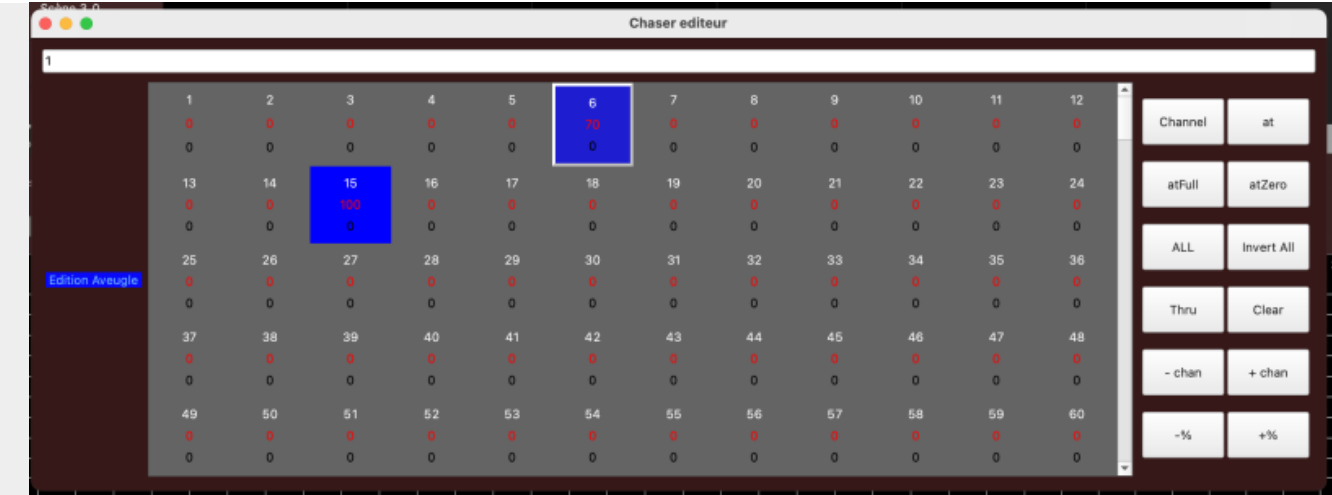 Scène 3.0
Chaser editeur
1
1 2 3 4 5 6 7 8 9 10 11 12
0 0 0 0 0 70 0 0 0 0 0 0
0 0 0 0 0 0 0 0 0 0 0 0
13 14 15 16 17 18 19 20 21 22 23 24
0 0 100 0 0 0 0 0 0 0 0 0
0 0 0 0 0 0 0 0 0 0 0 0
25 26 27 28 29 30 31 32 33 34 35 36
0 0 0 0 0 0 0 0 0 0 0 0
0 0 0 0 0 0 0 0 0 0 0 0
37 38 39 40 41 42 43 44 45 46 47 48
0 0 0 0 0 0 0 0 0 0 0 0
0 0 0 0 0 0 0 0 0 0 0 0
49 50 51 52 53 54 55 56 57 58 59 60
0 0 0 0 0 0 0 0 0 0 0 0
0 0 0 0 0 0 0 0 0 0 0 0
Edition Aveugle
Channel at
atFull atZero
ALL Invert All
Thru Clear
- chan + chan
-% +%